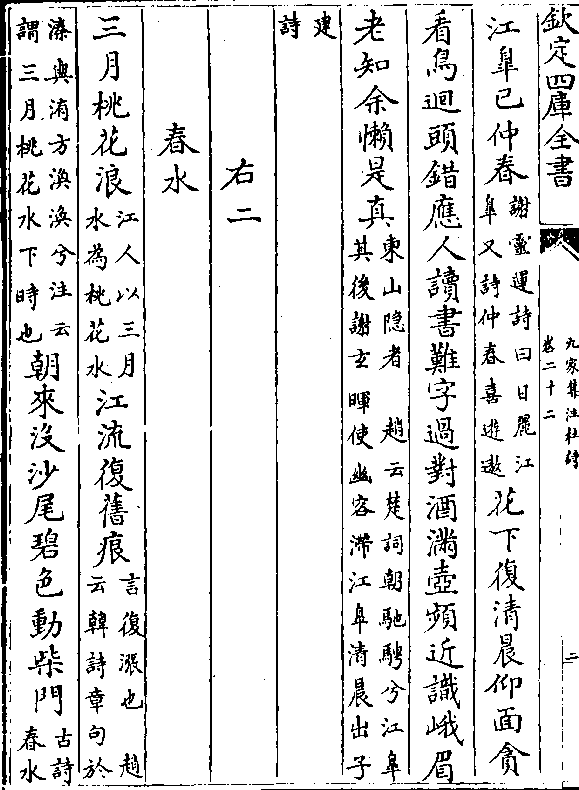 欽定四庫全書
九家集注杜詩
卷二十二
二
江臯已仲春謝靈運詩曰日麗江
臯又詩仲春喜遊遨花下復清晨仰面貪
看鳥迴頭錯應人讀書難字過對酒滿壺頻近識峨眉
老知余懶是真東山隐者 趙云楚詞朝馳騁兮江臯
其後謝玄暉使幽客滯江臯清晨出子
建
詩
右二
春水
三月桃花浪江人以三月
水為桃花水江流復舊痕言復漲也 趙
云韓詩章句於
溱與洧方渙渙兮注云
謂三月桃花水下時也朝來沒沙尾碧色動柴門古詩
春水